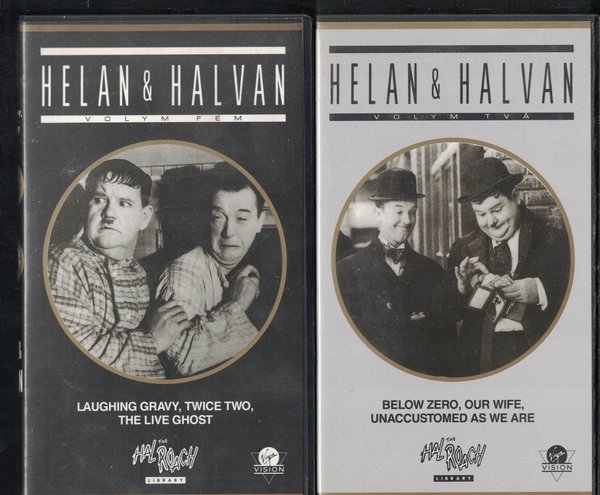 HELAN & HALVAN
VOLYM FEM
LAUGHING GRAVY, TWICE TWO,
THE LIVE GHOST
THE
HAL ROACH
LIBRARY
Virgin
VISION
HELAN & HALVAN
VOLYM TVÅ
BELOW ZERO, OUR WIFE,
UNACCUSTOMED AS WE ARE
THE
HAL ROACH
LIBRARY
Virgin
VISION